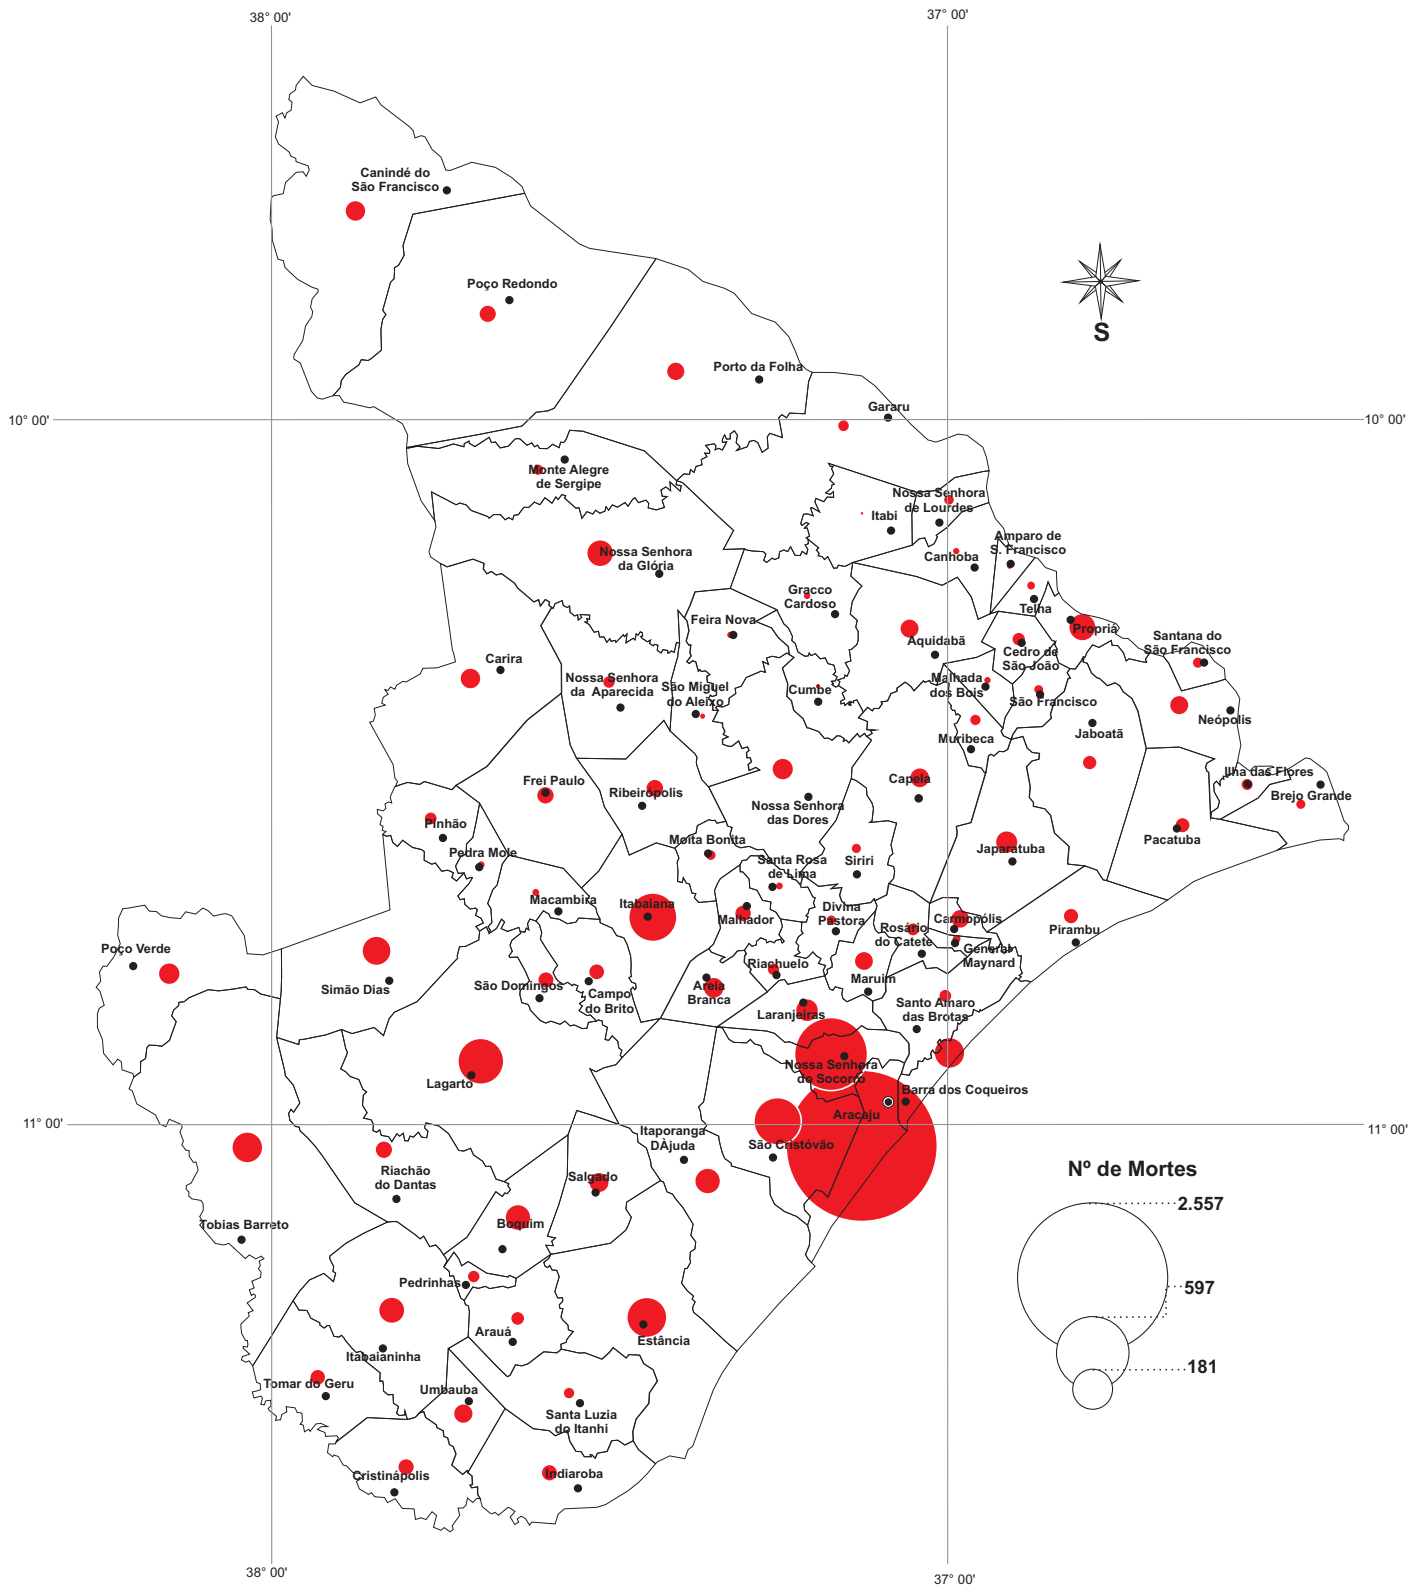 38° 00'
37° 00'
Canindé do
São Francisco
Poço Redondo
S
Porto da Folha
Gararu
10° 00'
10° 00'
Monte Alegre
de Sergipe
Nossa Senhora
de Lourdes
Itabi
Amparo de
S. Francisco
Canhoba
Nossa Senhora
da Glória
Gracco
Cardoso
Telha
Feira Nova
Propriá
Aquidabã
Santana do
São Francisco
Cedro de
São João
Carira
Nossa Senhora
da Aparecida
São Miguel
do Aleixo
Cumbe
Malhada
dos Bois
São Francisco
Neópolis
Jaboatã
Muribeca
Frei Paulo
Ribeirópolis
Capela
Ilha das Flores
Brejo Grande
Nossa Senhora
das Dores
Pinhão
Moita Bonita
Pacatuba
Pedra Mole
Santa Rosa
de Lima
Siriri
Japaratuba
Macambira
Itabaiana
Malhador
Divina
Pastora
Carmopólis
Rosário
do Catete
Pirambu
General
Maynard
Poço Verde
Simão Dias
São Domingos
Campo
do Brito
Areia
Branca
Riachuelo
Maruim
Santo Amaro
das Brotas
Laranjeiras
Nossa Senhora
do Socorro
Lagarto
Barra dos Coqueiros
Aracaju
11° 00'
11° 00'
Itaporanga
DÀjuda
São Cristóvão
Riachão
do Dantas
Salgado
Nº de Mortes
2.557
Tobias Barreto
Boquim
Pedrinhas
597
Arauá
Estância
Itabaianinha
181
Tomar do Geru
Umbauba
Santa Luzia
do Itanhi
Cristinápolis
Indiaroba
38° 00'
37° 00'